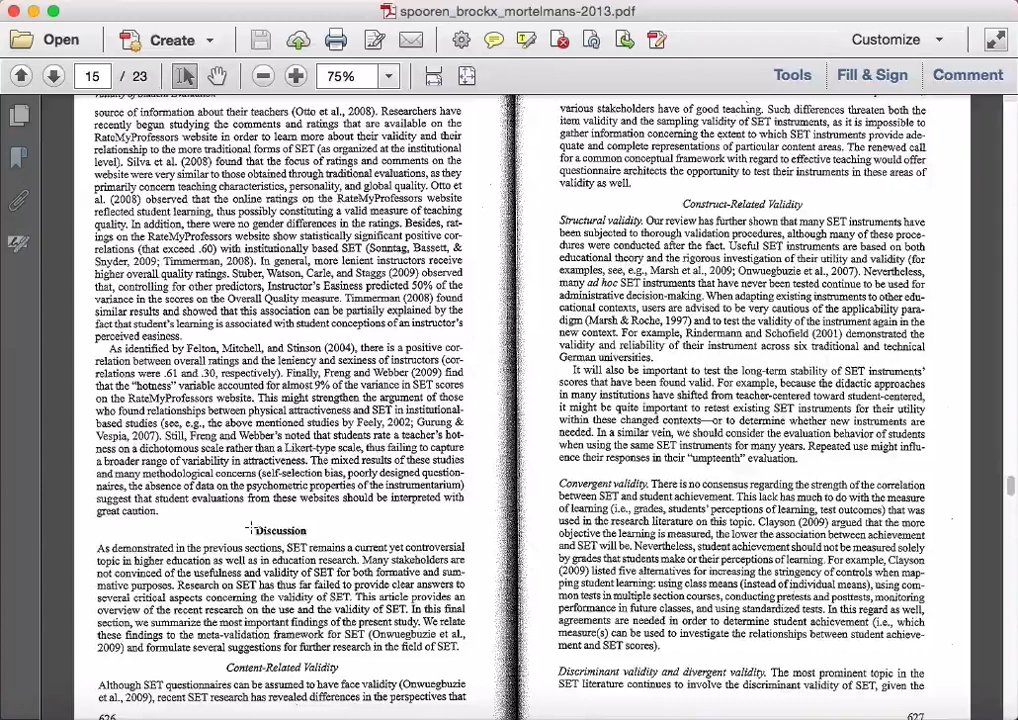 spooren_brockx_mortelmans-2013.pdf
Open
Create
Customize
15 / 23
75%
Tools
Fill & Sign
Comment
Validity of Student Evaluation
source of information about their teachers (Otto et al., 2008). Researchers have
recently begun studying the comments and ratings that are available on the
RateMyProfessors website in order to learn more about their validity and their
relationship to the more traditional forms of SET (as organized at the institutional
level). Silva et al. (2008) found that the focus of ratings and comments on the
website were very similar to those obtained through traditional evaluations, as they
primarily concern teaching characteristics, personality, and global quality. Otto et
al. (2008) observed that the online ratings on the RateMyProfessors website
reflected student learning, thus possibly constituting a valid measure of teaching
quality. In addition, there were no gender differences in the ratings. Besides, rat-
ings on the RateMyProfessors website show statistically significant positive cor-
relations (that exceed .60) with institutionally based SET (Sonntag, Bassett, &
Snyder, 2009; Timmerman, 2008). In general, more lenient instructors receive
higher overall quality ratings. Stuber, Watson, Carle, and Staggs (2009) observed
that, controlling for other predictors, Instructor's Easiness predicted 50% of the
variance in the scores on the Overall Quality measure. Timmerman (2008) found
similar results and showed that this association can be partially explained by the
fact that student's learning is associated with student conceptions of an instructor's
perceived easiness.
As identified by Felton, Mitchell, and Stinson (2004), there is a positive cor-
relation between overall ratings and the leniency and sexiness of instructors (cor-
relations were .61 and .30, respectively). Finally, Freng and Webber (2009) find
that the "hotness" variable accounted for almost 9% of the variance in SET scores
on the RateMyProfessors website. This might strengthen the argument of those
who found relationships between physical attractiveness and SET in institutional-
based studies (see, e.g., the above mentioned studies by Feely, 2002; Gurung &
Vespia, 2007). Still, Freng and Webber's noted that students rate a teacher's hot-
ness on a dichotomous scale rather than a Likert-type scale, thus failing to capture
a broader range of variability in attractiveness. The mixed results of these studies
and many methodological concerns (self-selection bias, poorly designed question-
naires, the absence of data on the psychometric properties of the instrumentarium)
suggest that student evaluations from these websites should be interpreted with
great caution.
Discussion
As demonstrated in the previous sections, SET remains a current yet controversial
topic in higher education as well as in education research. Many stakeholders are
not convinced of the usefulness and validity of SET for both formative and sum-
mative purposes. Research on SET has thus far failed to provide clear answers to
several critical aspects concerning the validity of SET. This article provides an
overview of the recent research on the use and the validity of SET. In this final
section, we summarize the most important findings of the present study. We relate
these findings to the meta-validation framework for SET (Onwuegbuzie et al.,
2009) and formulate several suggestions for further research in the field of SET.
Content-Related Validity
Although SET questionnaires can be assumed to have face validity (Onwuegbuzie
et al., 2009), recent SET research has revealed differences in the perspectives that
626
various stakeholders have of good teaching. Such differences threaten both the
item validity and the sampling validity of SET instruments, as it is impossible to
gather information concerning the extent to which SET instruments provide ade-
quate and complete representations of particular content areas. The renewed call
for a common conceptual framework with regard to effective teaching would offer
questionnaire architects the opportunity to test their instruments in these areas of
validity as well.
Construct-Related Validity
Structural validity. Our review has further shown that many SET instruments have
been subjected to thorough validation procedures, although many of these proce-
dures were conducted after the fact. Useful SET instruments are based on both
educational theory and the rigorous investigation of their utility and validity (for
examples, see, e.g., Marsh et al., 2009; Onwuegbuzie et al., 2007). Nevertheless,
many ad hoc SET instruments that have never been tested continue to be used for
administrative decision-making. When adapting existing instruments to other edu-
cational contexts, users are advised to be very cautious of the applicability para-
digm (Marsh & Roche, 1997) and to test the validity of the instrument again in the
new context. For example, Rindermann and Schofield (2001) demonstrated the
validity and reliability of their instrument across six traditional and technical
German universities.
It will also be important to test the long-term stability of SET instruments'
scores that have been found valid. For example, because the didactic approaches
in many institutions have shifted from teacher-centered toward student-centered,
it might be quite important to retest existing SET instruments for their utility
within these changed contexts—or to determine whether new instruments are
needed. In a similar vein, we should consider the evaluation behavior of students
when using the same SET instruments for many years. Repeated use might influ-
ence their responses in their "umpteenth" evaluation.
Convergent validity. There is no consensus regarding the strength of the correlation
between SET and student achievement. This lack has much to do with the measure
of learning (i.e., grades, students' perceptions of learning, test outcomes) that was
used in the research literature on this topic. Clayson (2009) argued that the more
objective the learning is measured, the lower the association between achievement
and SET will be. Nevertheless, student achievement should not be measured solely
by grades that students make or their perceptions of learning. For example, Clayson
(2009) listed five alternatives for increasing the stringency of controls when map-
ping student learning: using class means (instead of individual means), using com-
mon tests in multiple section courses, conducting pretests and posttests, monitoring
performance in future classes, and using standardized tests. In this regard as well,
agreements are needed in order to determine student achievement (i.e., which
measure(s) can be used to investigate the relationships between student achieve-
ment and SET scores).
Discriminant validity and divergent validity. The most prominent topic in the
SET literature continues to involve the discriminant validity of SET, given the
627